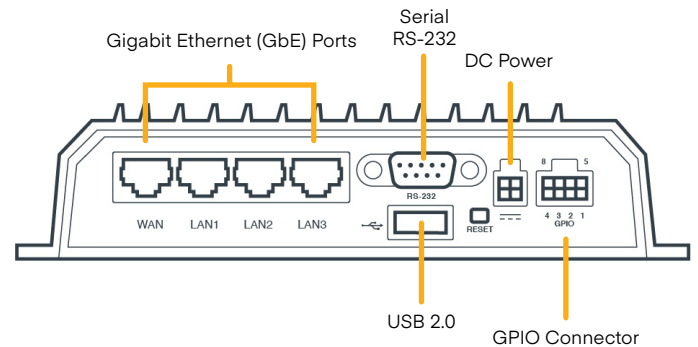 Serial
RS-232
Gigabit Ethernet (GbE) Ports
DC Power
8 5
RS-232
WAN LAN1 LAN2 LAN3
RESET
4 3 2 1
GPIO
USB 2.0
GPIO Connector